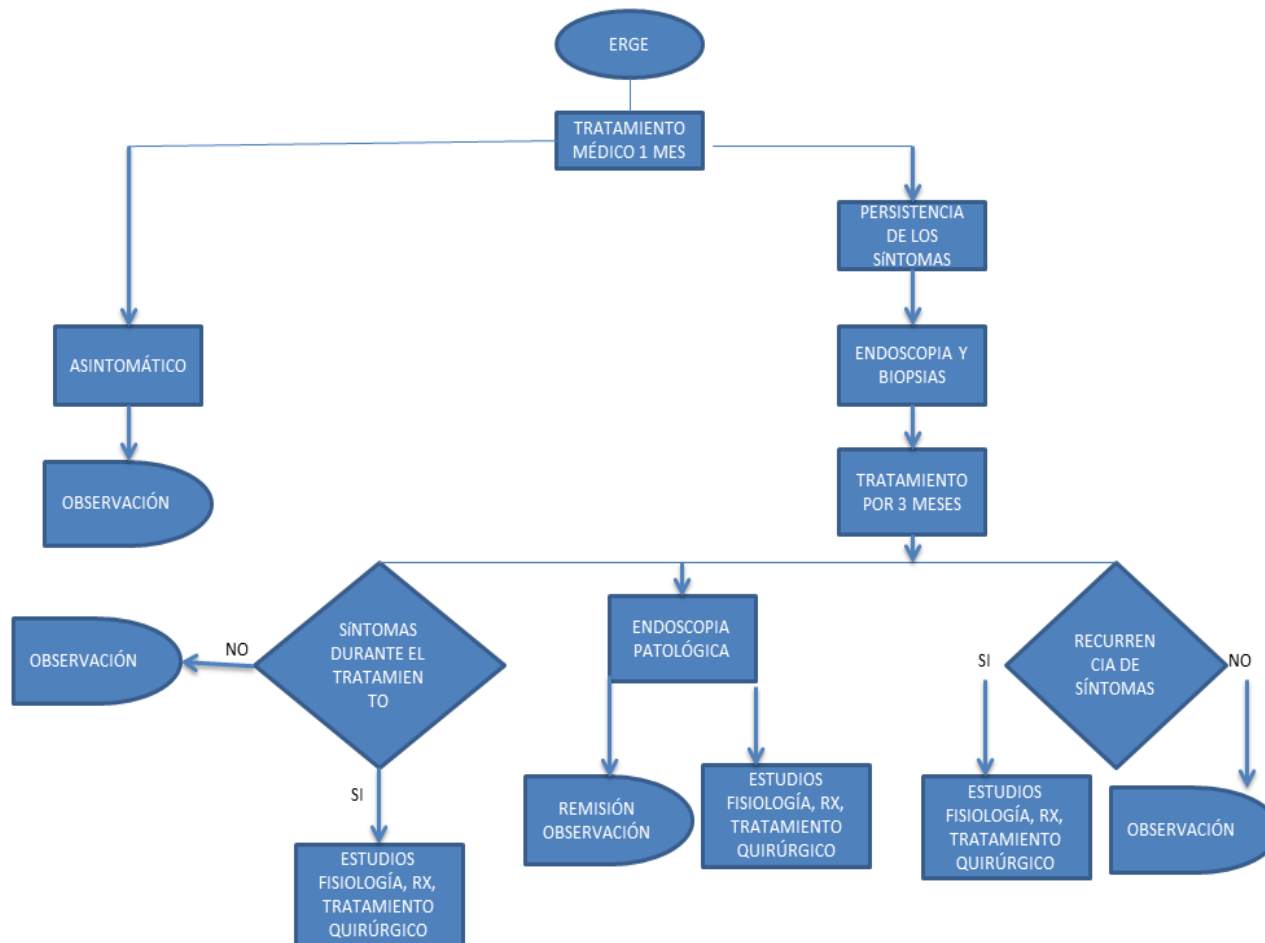 ERGE
TRATAMIENTO
MÉDICO 1 MES
PERSISTENCIA
DE LOS
SíNTOMAS
ASINTOMÁTICO
ENDOSCOPIA Y
BIOPSIAS
OBSERVACIÓN
TRATAMIENTO
POR 3 MESES
OBSERVACIÓN
NO
SíNTOMAS
DURANTE EL
TRATAMIEN
TO
SI
ESTUDIOS
FISIOLOGÍA, RX,
TRATAMIENTO
QUIRÚRGICO
ENDOSCOPIA
PATOLÓGICA
REMISIÓN
OBSERVACIÓN
ESTUDIOS
FISIOLOGÍA, RX,
TRATAMIENTO
QUIRÚRGICO
RECURREN
CIA DE
SÍNTOMAS
SI
NO
ESTUDIOS
FISIOLOGÍA, RX,
TRATAMIENTO
QUIRÚRGICO
OBSERVACIÓN